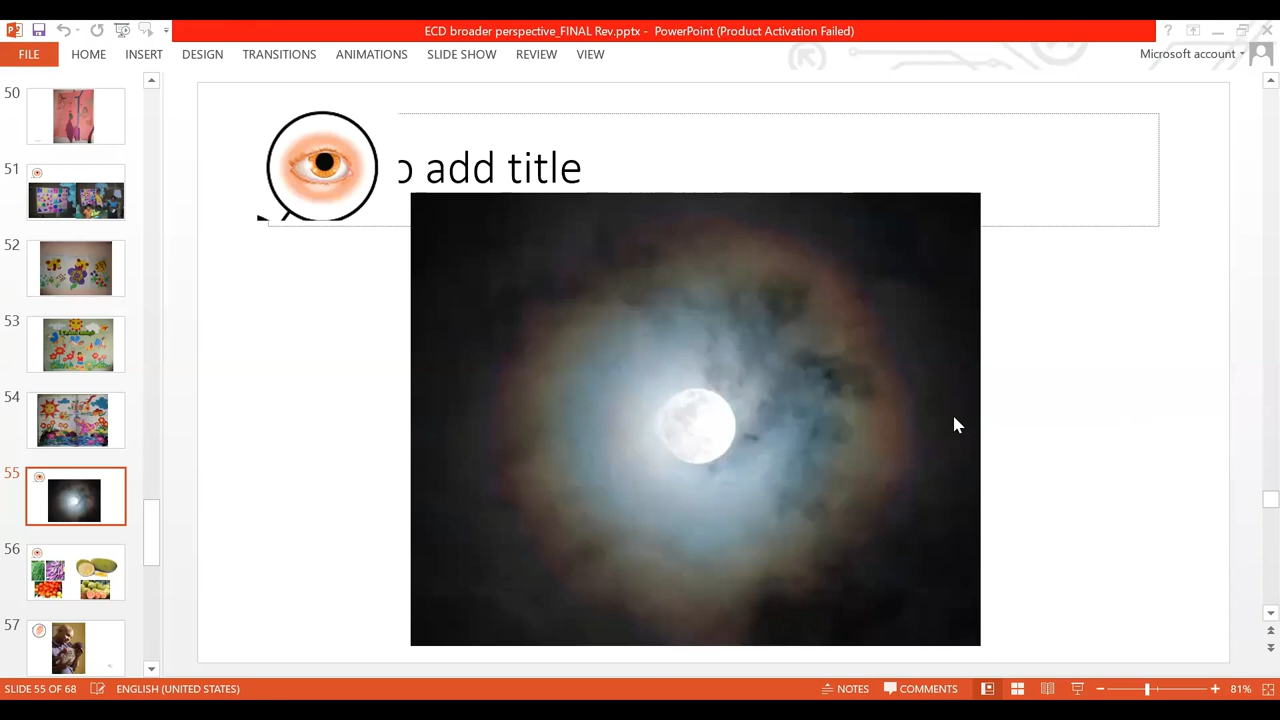 ECD broader perspective_FINAL Rev.pptx - PowerPoint (Product Activation Failed)
FILE HOME INSERT DESIGN TRANSITIONS ANIMATIONS SLIDE SHOW REVIEW VIEW Microsoft account
50
51
52
53
54
55
56
57
o add title
SLIDE 55 OF 68 ENGLISH (UNITED STATES) NOTES COMMENTS 81%